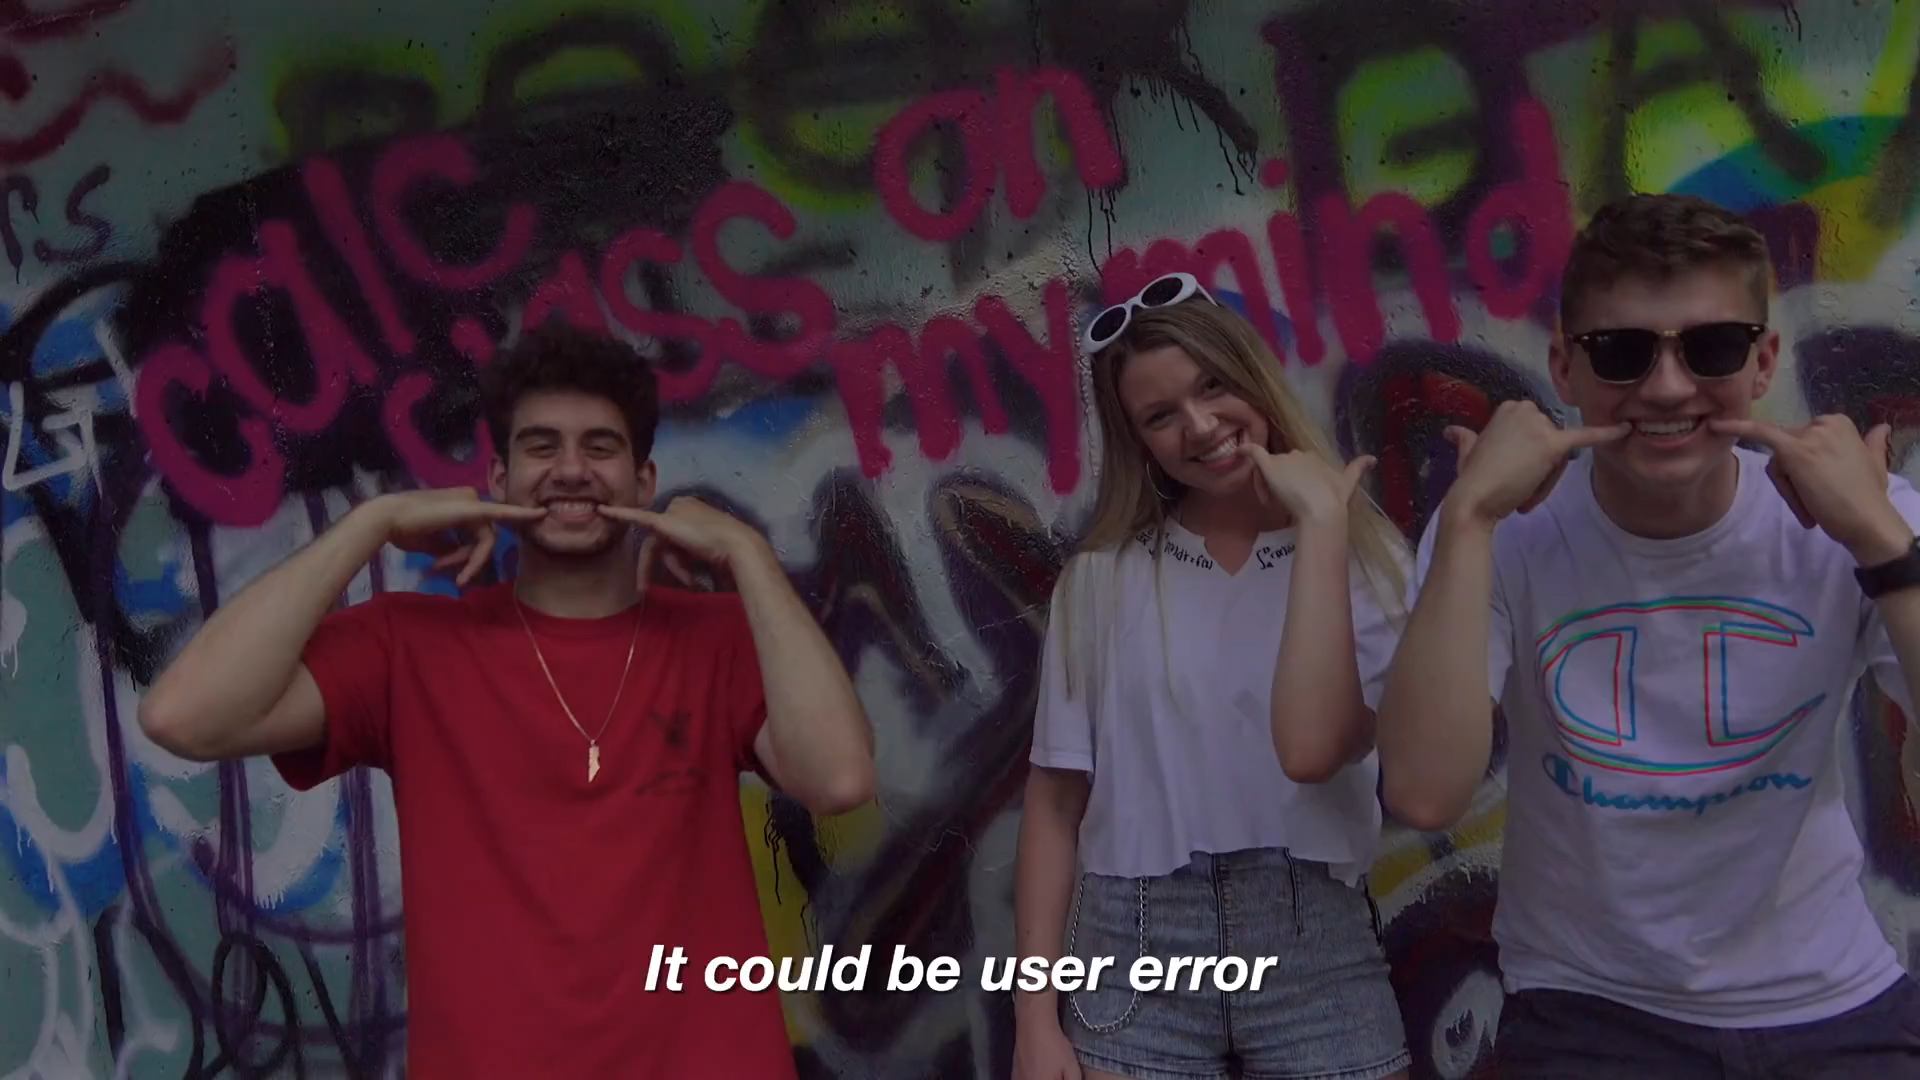 calc
class
on
my mind
Champion
It could be user error